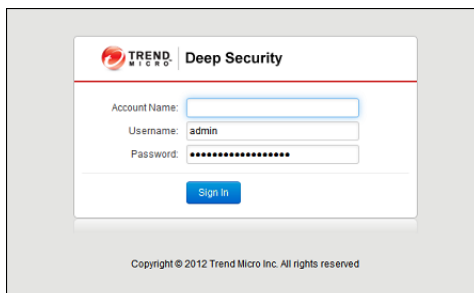 TREND MICRO Deep Security
Account Name:
Username: admin
Password: ••••••••••••••••••
Sign In
Copyright © 2012 Trend Micro Inc. All rights reserved